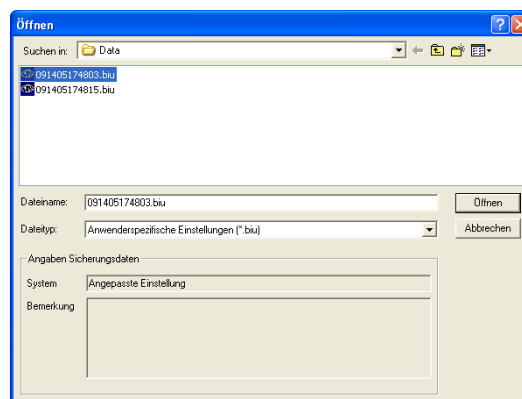 Öffnen
Suchen in: Data
091405174803.biu
091405174815.biu
Dateiname: 091405174803.biu Öffnen
Dateityp: Anwenderspezifische Einstellungen (*.biu) Abbrechen
Angaben Sicherungsdaten
System Angepasste Einstellung
Bemerkung